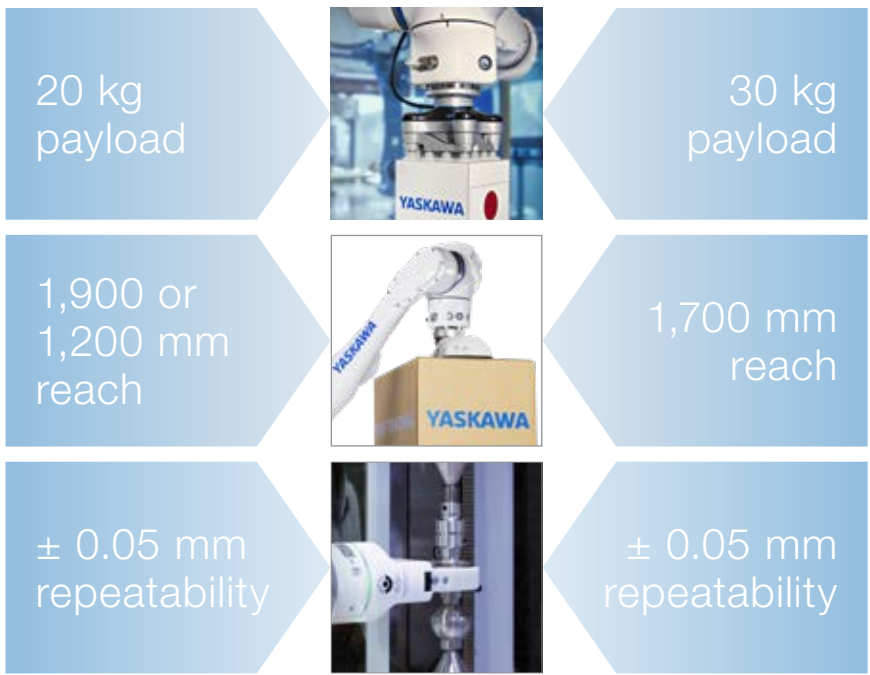 20 kg
payload
YASKAWA
30 kg
payload
1,900 or
1,200 mm
reach
YASKAWA
YASKAWA
1,700 mm
reach
± 0.05 mm
repeatability
± 0.05 mm
repeatability